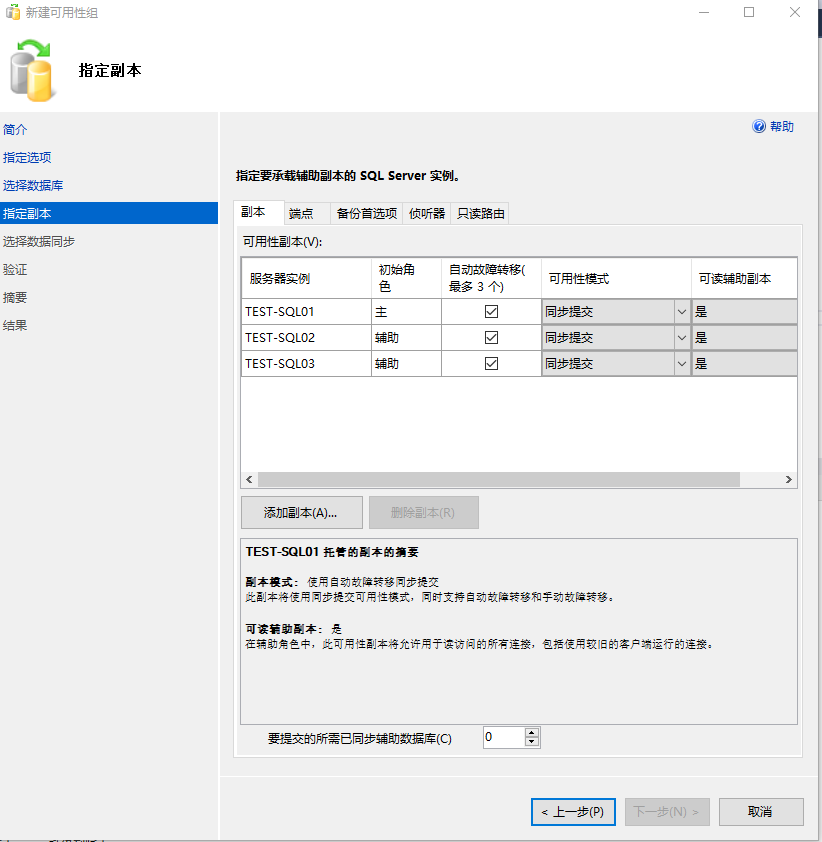 新建可用性组
指定副本
简介
指定选项
选择数据库
指定副本
选择数据同步
验证
摘要
结果
帮助
指定要承载辅助副本的 SQL Server 实例。
副本 端点 备份首选项 侦听器 只读路由
可用性副本(V):
服务器实例 初始角色 自动故障转移(最多 3 个) 可用性模式 可读辅助副本
TEST-SQL01 主 同步提交 是
TEST-SQL02 辅助 同步提交 是
TEST-SQL03 辅助 同步提交 是
添加副本(A)... 删除副本(R)
TEST-SQL01 托管的副本的摘要
副本模式: 使用自动故障转移同步提交
此副本将使用同步提交可用性模式，同时支持自动故障转移和手动故障转移。
可读辅助副本: 是
在辅助角色中，此可用性副本将允许用于读访问的所有连接，包括使用较旧的客户端运行的连接。
要提交的所需已同步辅助数据库(C) 0
< 上一步(P) 下一步(N) > 取消